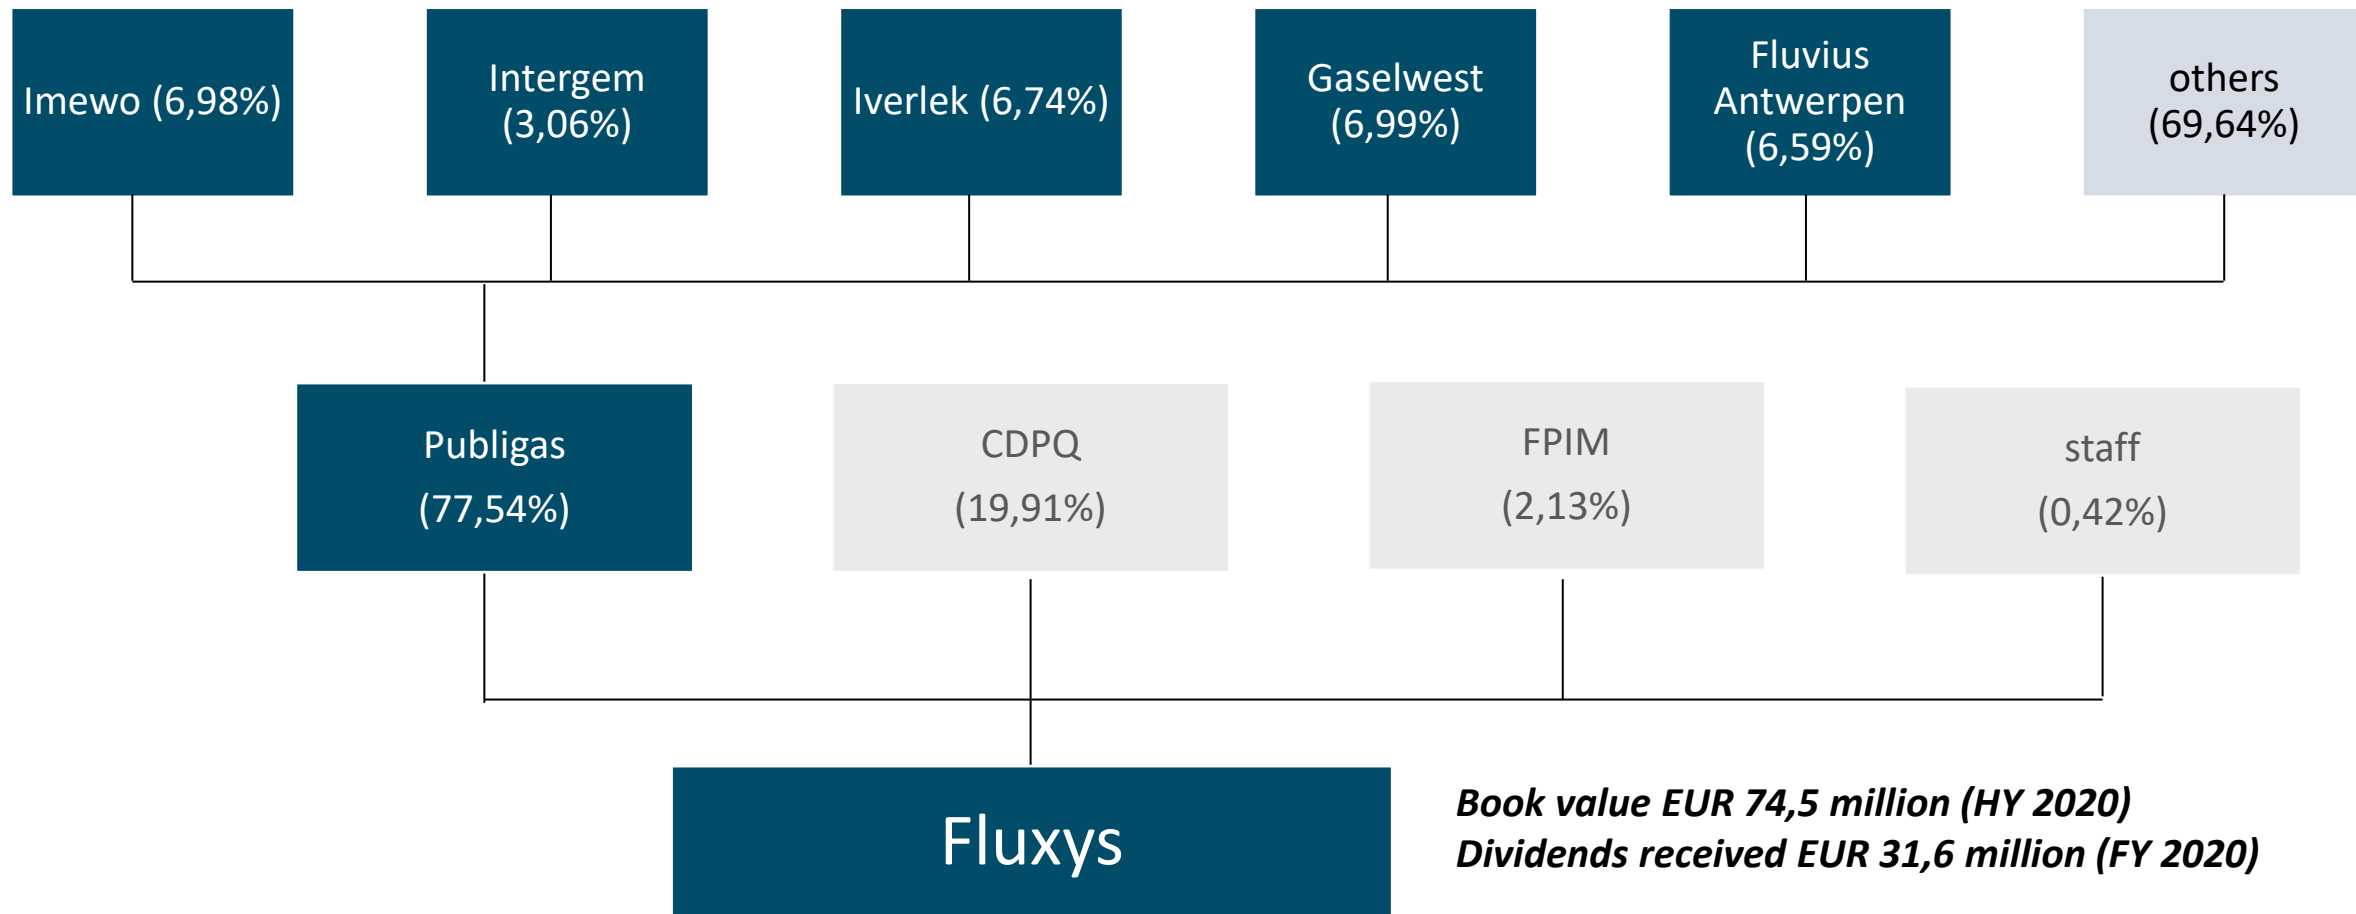 Imewo (6,98%)
Intergem
(3,06%)
Iverlek (6,74%)
Gaselwest
(6,99%)
Fluvius
Antwerpen
(6,59%)
others
(69,64%)
Publigas
(77,54%)
CDPQ
(19,91%)
FPIM
(2,13%)
staff
(0,42%)
Fluxys
Book value EUR 74,5 million (HY 2020)
Dividends received EUR 31,6 million (FY 2020)